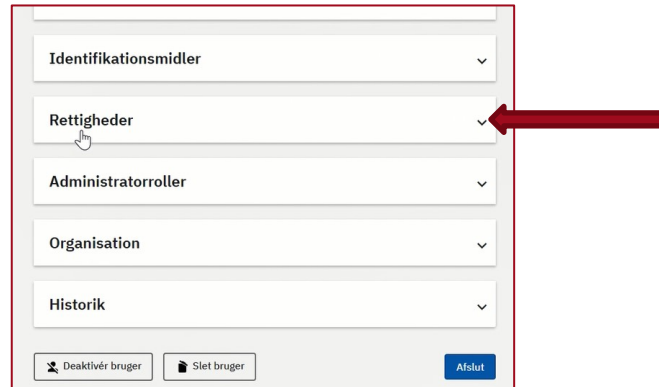 Identifikationsmidler
Rettigheder
Administratorroller
Organisation
Historik
Deaktivér bruger
Slet bruger
Afslut